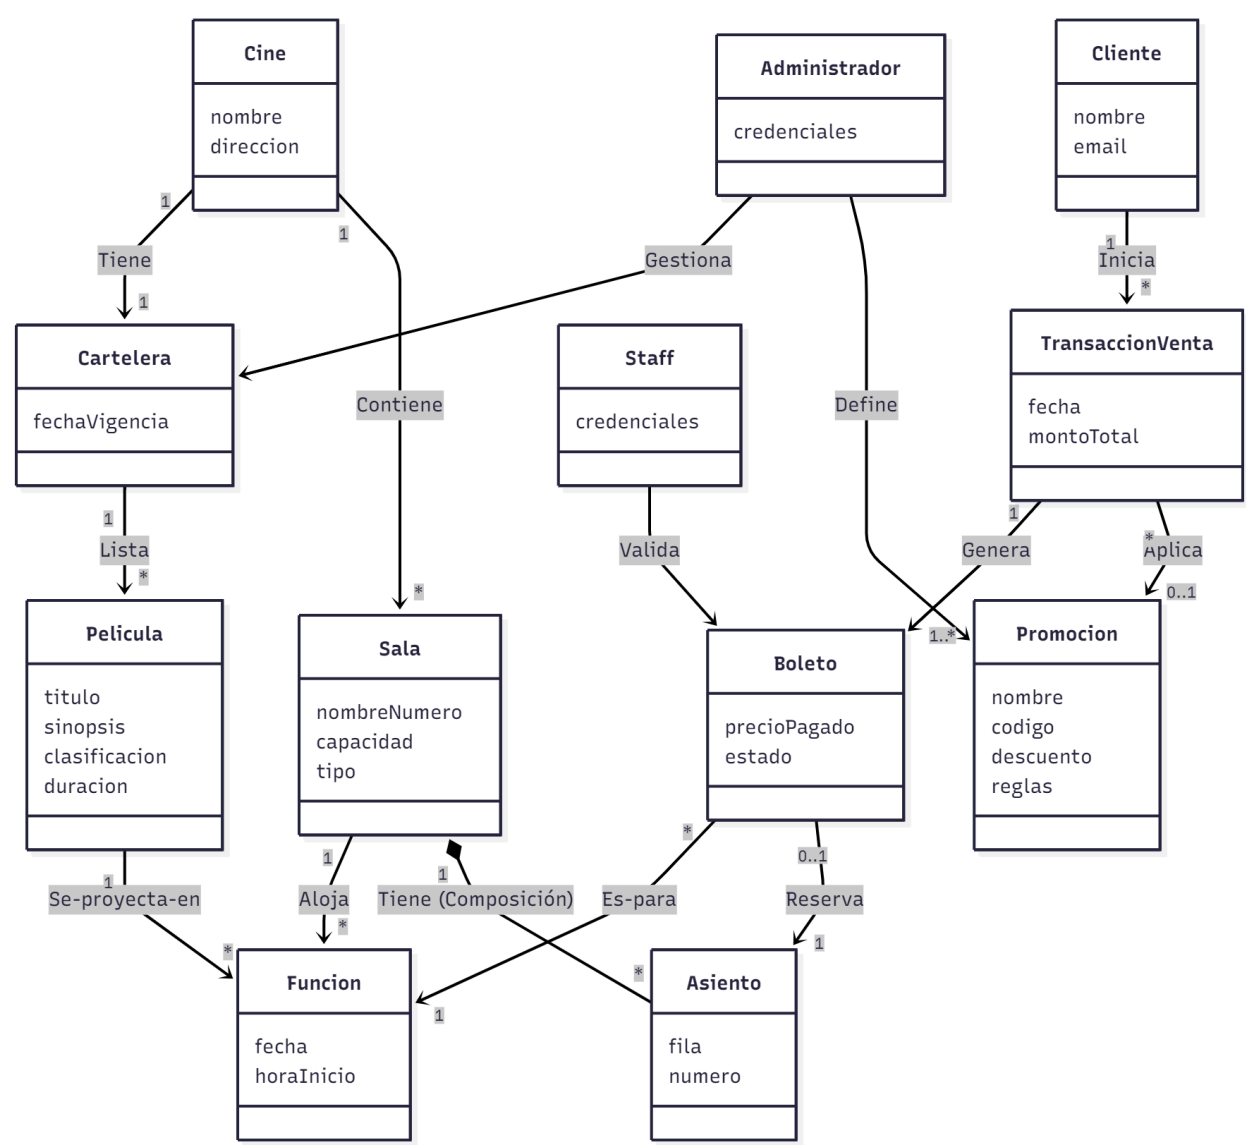 Cine
nombre
direccion
Administrador
credenciales
Cliente
nombre
email
1
1
1
Tiene
Gestiona
Inicia
1
*
Cartelera
fechaVigencia
Contiene
Staff
credenciales
Define
TransaccionVenta
fecha
montoTotal
1
Lista
*
*
Valida
1
Genera
*
Aplica
0..1
1..*
Pelicula
titulo
sinopsis
clasificacion
duracion
Sala
nombreNumero
capacidad
tipo
Boleto
precioPagado
estado
Promocion
nombre
codigo
descuento
reglas
1
Se-proyecta-en
*
1
Aloja
*
1
Tiene (Composición)
*
*
Es-para
1
0..1
Reserva
1
Funcion
fecha
horaInicio
Asiento
fila
numero